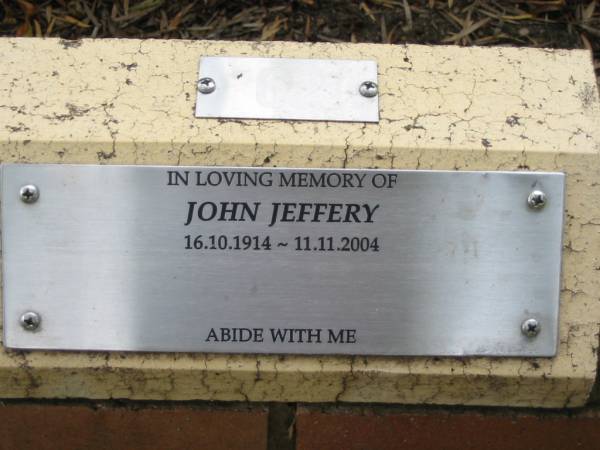 IN LOVING MEMORY OF
JOHN JEFFERY
16.10.1914 ~ 11.11.2004
ABIDE WITH ME